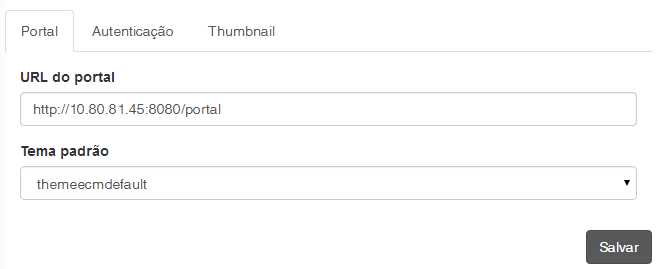 Portal Autenticação Thumbnail
URL do portal
http://10.80.81.45:8080/portal
Tema padrão
themeecmdefault
Salvar